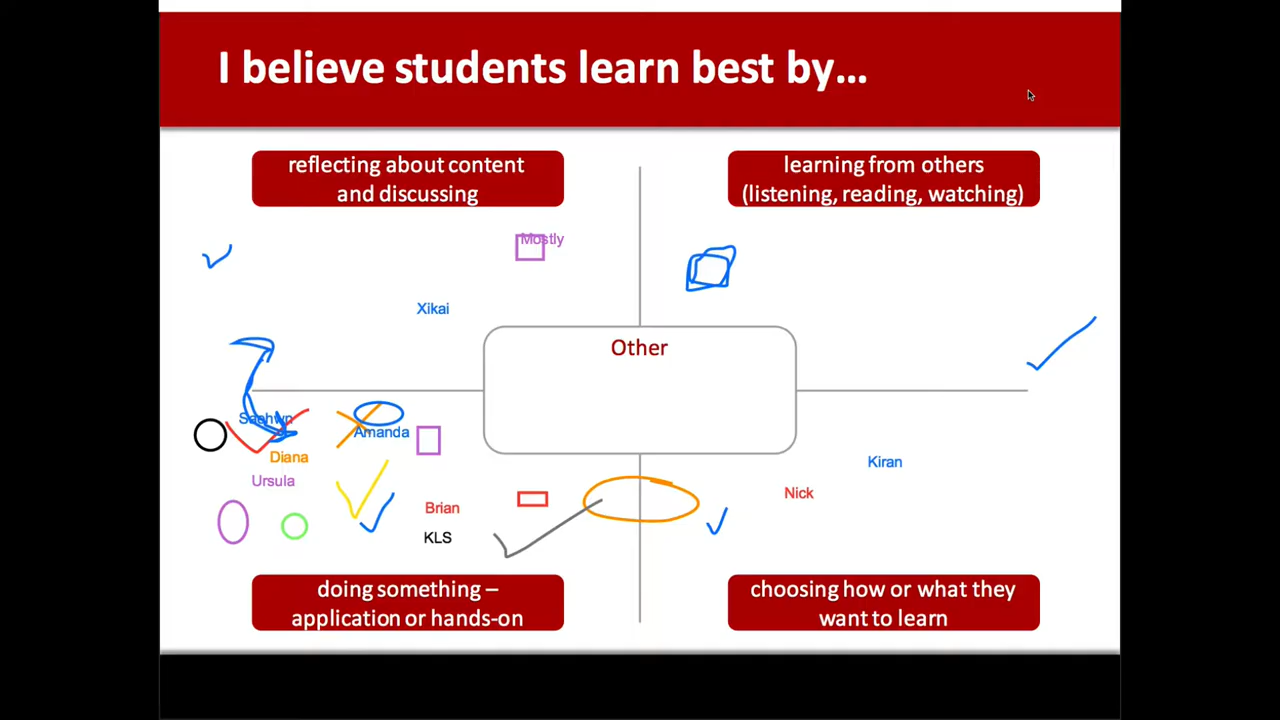 I believe students learn best by…
reflecting about content
and discussing
learning from others
(listening, reading, watching)
Mostly
Xikai
Other
Amanda
Diana
Ursula
Kiran
Nick
Brian
KLS
doing something –
application or hands-on
choosing how or what they
want to learn